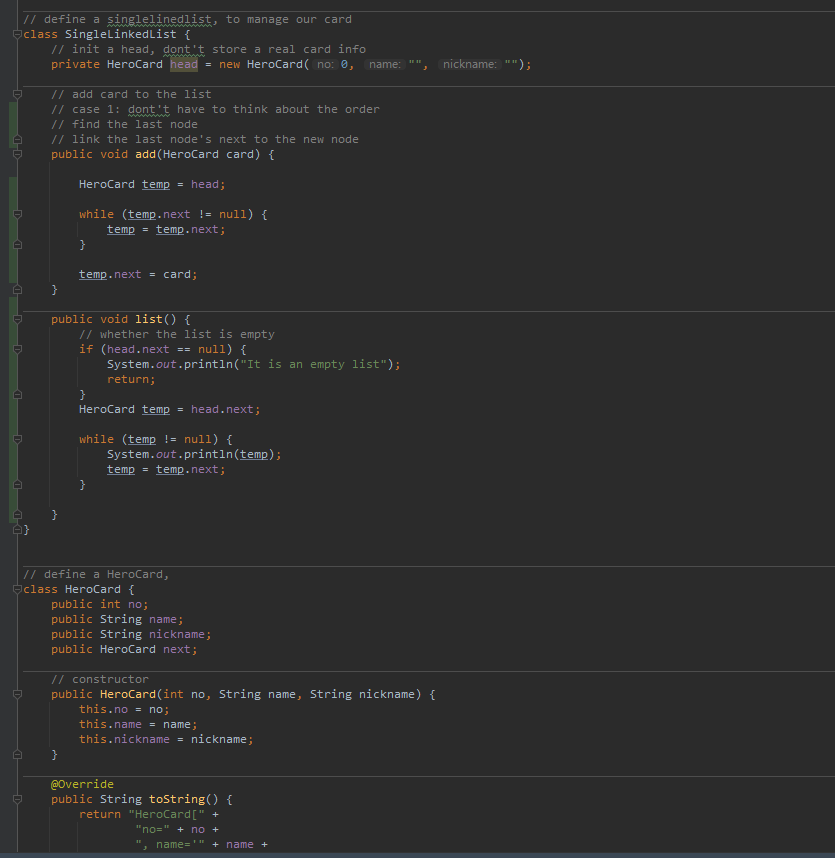 // define a singlelinedlist, to manage our card
class SingleLinkedList {
// init a head, dont't store a real card info
private HeroCard head = new HeroCard( no: 0, name: "", nickname: "");
// add card to the list
// case 1: dont't have to think about the order
// find the last node
// link the last node's next to the new node
public void add(HeroCard card) {
HeroCard temp = head;
while (temp.next != null) {
temp = temp.next;
}
temp.next = card;
}
public void list() {
// whether the list is empty
if (head.next == null) {
System.out.println("It is an empty list");
return;
}
HeroCard temp = head.next;
while (temp != null) {
System.out.println(temp);
temp = temp.next;
}
}
}
// define a HeroCard,
class HeroCard {
public int no;
public String name;
public String nickname;
public HeroCard next;
// constructor
public HeroCard(int no, String name, String nickname) {
this.no = no;
this.name = name;
this.nickname = nickname;
}
@Override
public String toString() {
return "HeroCard[" +
"no=" + no +
", name='" + name +